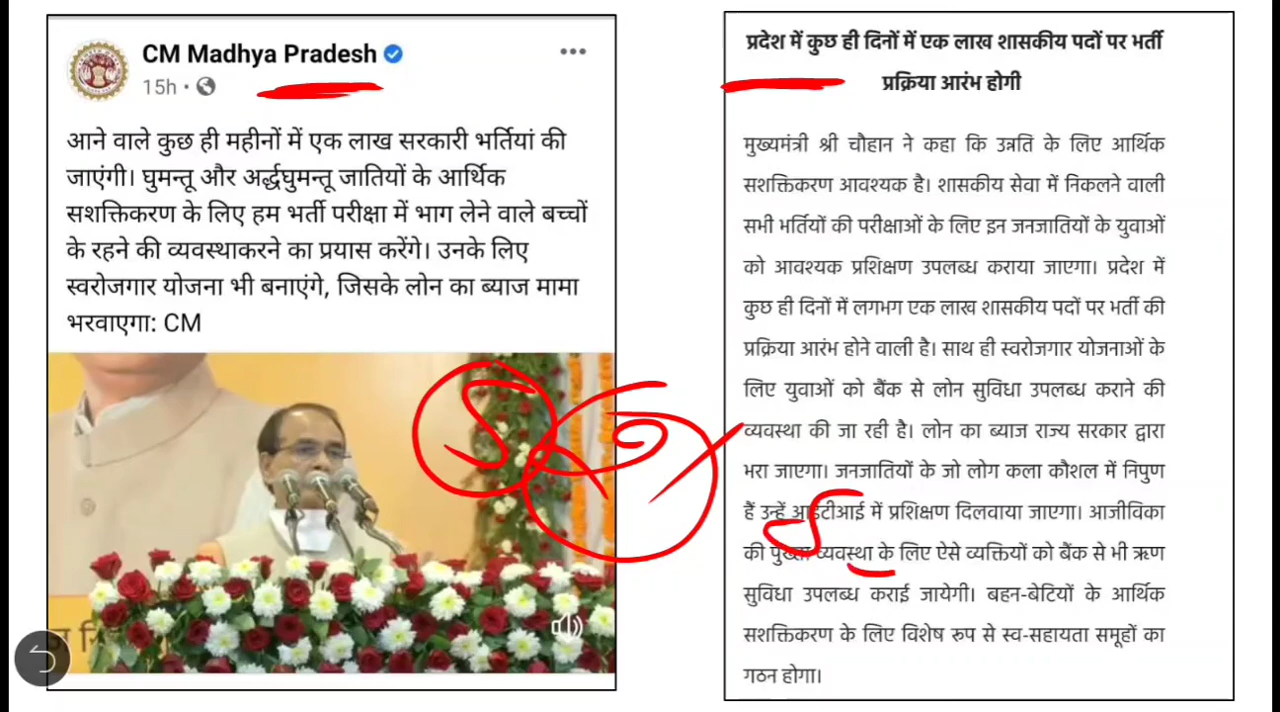 CM Madhya Pradesh
15h
आने वाले कुछ ही महीनों में एक लाख सरकारी भर्तियां की
जाएंगी। घुमन्तू और अर्द्धघुमन्तू जातियों के आर्थिक
सशक्तिकरण के लिए हम भर्ती परीक्षा में भाग लेने वाले बच्चों
के रहने की व्यवस्थाकरने का प्रयास करेंगे। उनके लिए
स्वरोजगार योजना भी बनाएंगे, जिसके लोन का ब्याज मामा
भरवाएगा: CM
प्रदेश में कुछ ही दिनों में एक लाख शासकीय पदों पर भर्ती
प्रक्रिया आरंभ होगी
मुख्यमंत्री श्री चौहान ने कहा कि उन्नति के लिए आर्थिक
सशक्तिकरण आवश्यक है। शासकीय सेवा में निकलने वाली
सभी भर्तियों की परीक्षाओं के लिए इन जनजातियों के युवाओं
को आवश्यक प्रशिक्षण उपलब्ध कराया जाएगा। प्रदेश में
कुछ ही दिनों में लगभग एक लाख शासकीय पदों पर भर्ती की
प्रक्रिया आरंभ होने वाली है। साथ ही स्वरोजगार योजनाओं के
लिए युवाओं को बैंक से लोन सुविधा उपलब्ध कराने की
व्यवस्था की जा रही है। लोन का ब्याज राज्य सरकार द्वारा
भरा जाएगा। जनजातियों के जो लोग कला कौशल में निपुण
हैं उन्हें आईटीआई में प्रशिक्षण दिलवाया जाएगा। आजीविका
की पुख्ता व्यवस्था के लिए ऐसे व्यक्तियों को बैंक से भी ऋण
सुविधा उपलब्ध कराई जायेगी। बहन-बेटियों के आर्थिक
सशक्तिकरण के लिए विशेष रूप से स्व-सहायता समूहों का
गठन होगा।